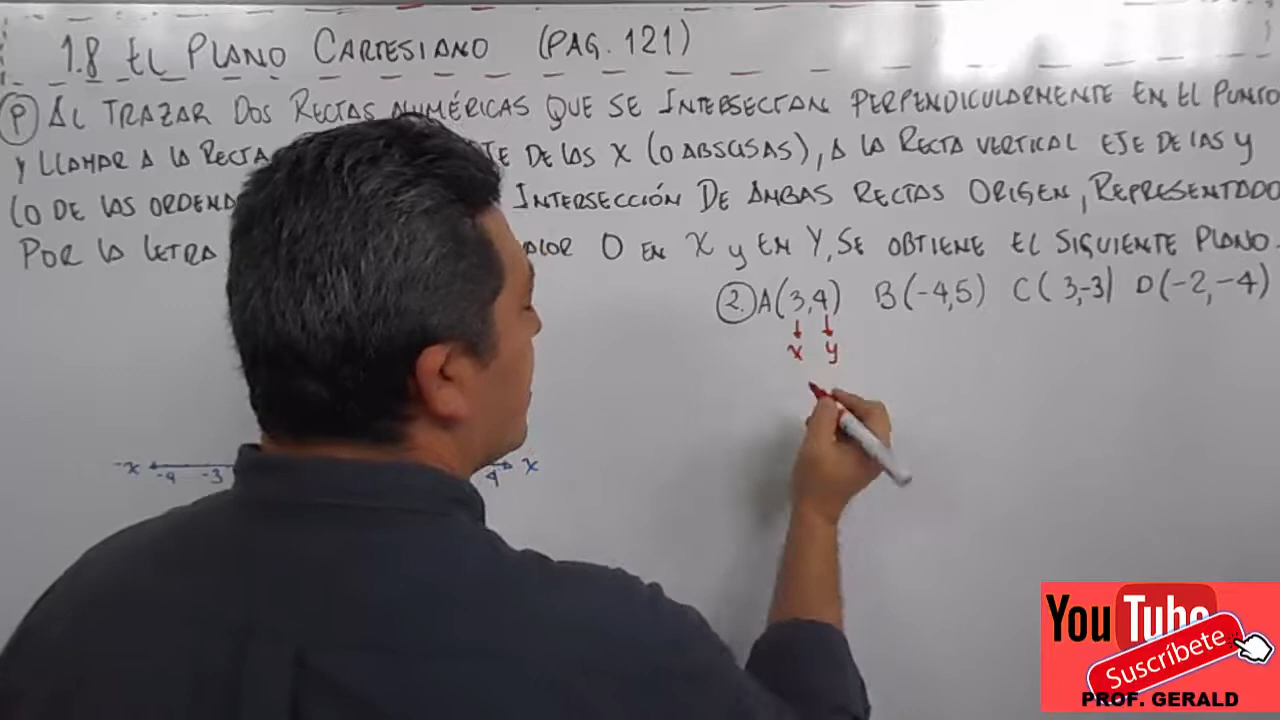 1.8 EL PLANO CARTESIANO (PAG. 121)
P AL TRAZAR DOS RECTAS NUMÉRICAS QUE SE INTERSECTAN PERPENDICULARMENTE EN EL PUNTO
Y LLAMAR A LA RECTA TE DE LAS X (O ABSCISAS), A LA RECTA VERTICAL EJE DE LAS Y
(O DE LAS ORDENA INTERSECCIÓN DE AMBAS RECTAS ORIGEN, REPRESENTADO
POR LA LETRA VALOR O EN X Y EN Y, SE OBTIENE EL SIGUIENTE PLANO.
2. A(3,4) B(-4,5) C(3,-3) D(-2,-4)
x y
-x -4 -3 4 x
YouTube
Suscríbete
PROF. GERALD